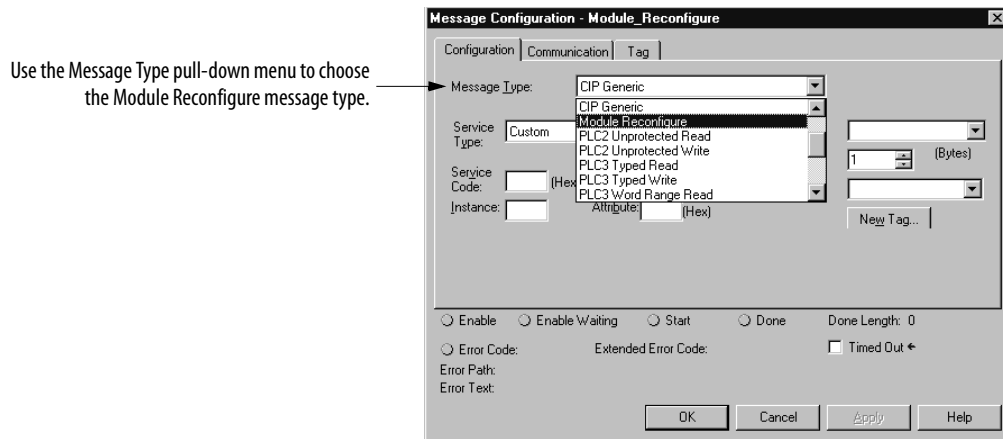 Use the Message Type pull-down menu to choose
the Module Reconfigure message type.
Message Configuration - Module_Reconfigure
Configuration Communication Tag
Message Type: CIP Generic
CIP Generic
Module Reconfigure
PLC2 Unprotected Read
PLC2 Unprotected Write
PLC3 Typed Read
PLC3 Typed Write
PLC3 Word Range Read
Service
Type: Custom
1 (Bytes)
Service
Code: (Hex
Instance: Attribute: (Hex)
New Tag...
Enable Enable Waiting Start Done Done Length: 0
Error Code: Extended Error Code: Timed Out ←
Error Path:
Error Text:
OK Cancel Apply Help